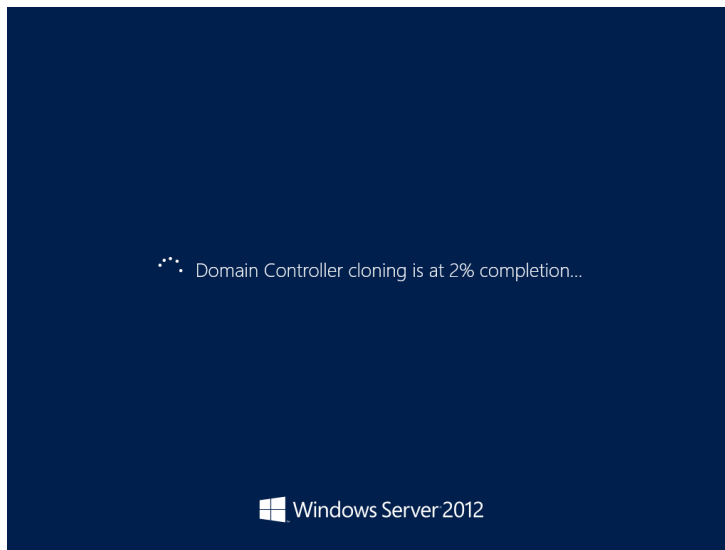 Domain Controller cloning is at 2% completion...
Windows Server 2012